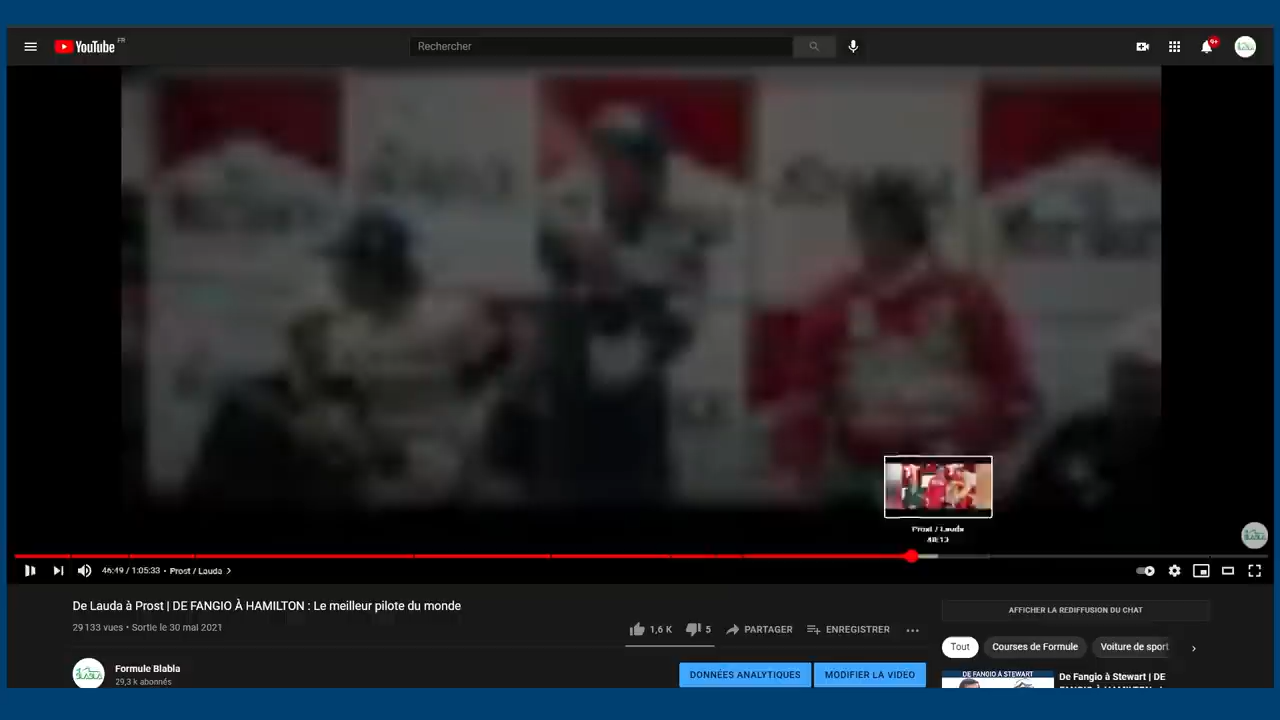 YouTube FR
Rechercher
9+
Prost / Lauda
48:13
46:49 / 1:05:33 • Prost / Lauda
De Lauda à Prost | DE FANGIO À HAMILTON : Le meilleur pilote du monde
29 133 vues • Sortie le 30 mai 2021
1,6 K
5
PARTAGER
ENREGISTRER
AFFICHER LA REDIFFUSION DU CHAT
Tout
Courses de Formule
Voiture de sport
Formule Blabla
29,3 k abonnés
DONNÉES ANALYTIQUES
MODIFIER LA VIDEO
DE FANGIO À STEWART
De Fangio à Stewart | DE